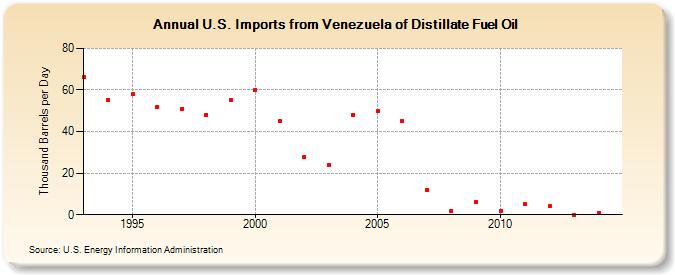 Annual U.S. Imports from Venezuela of Distillate Fuel Oil
Thousand Barrels per Day
80
60
40
20
0
1995 2000 2005 2010
Source: U.S. Energy Information Administration